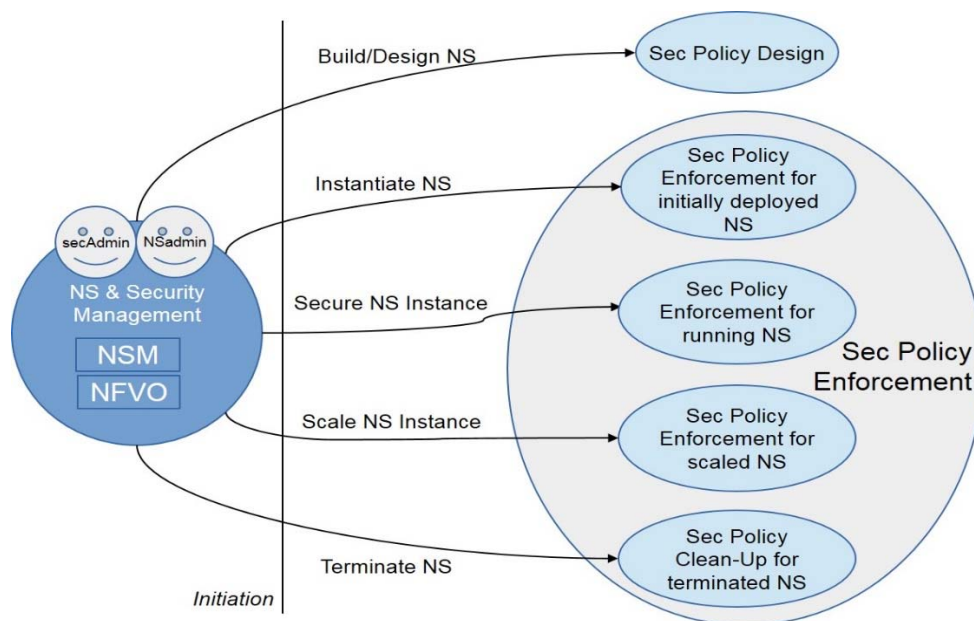 Build/Design NS
Sec Policy Design
Instantiate NS
Sec Policy
Enforcement for
initially deployed
NS
secAdmin
NSadmin
NS & Security
Management
NSM
NFVO
Secure NS Instance
Sec Policy
Enforcement for
running NS
Sec Policy
Enforcement
Scale NS Instance
Sec Policy
Enforcement for
scaled NS
Terminate NS
Sec Policy
Clean-Up for
terminated NS
Initiation